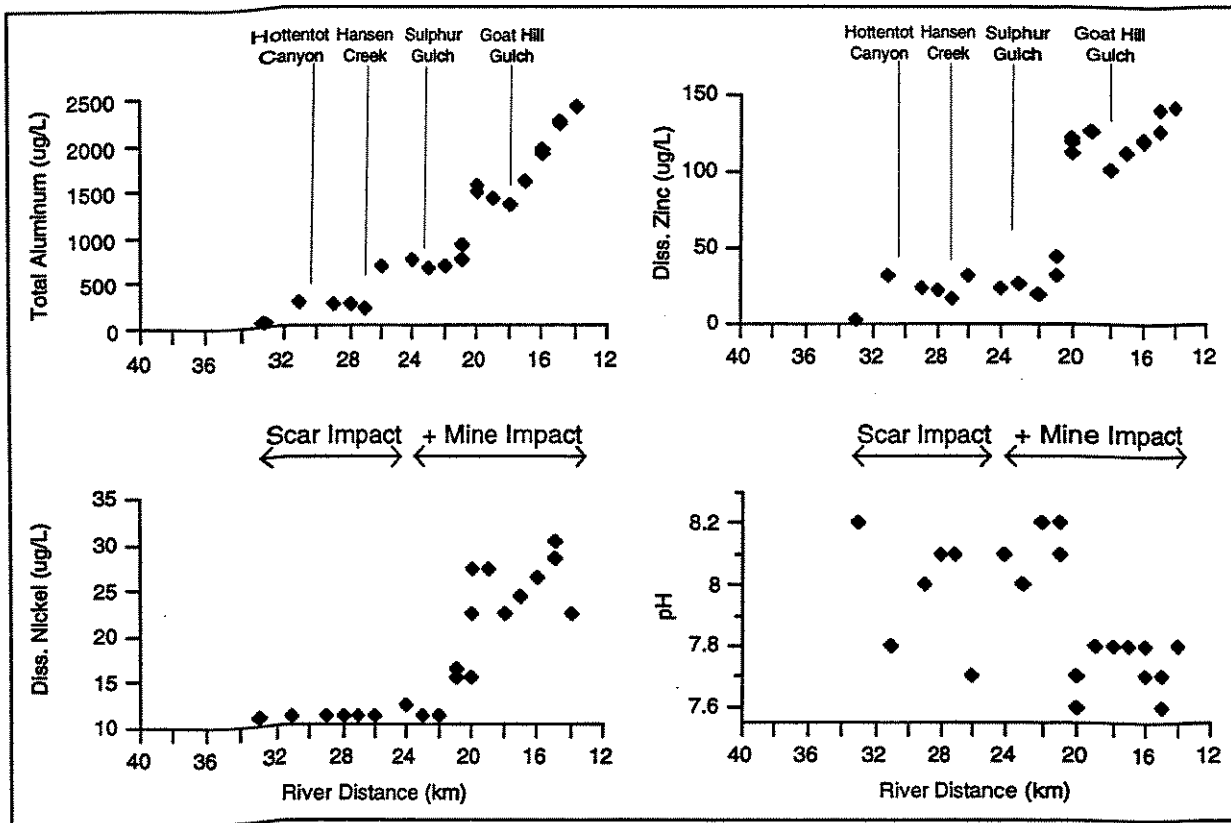 Hottentot Canyon
Hansen Creek
Sulphur Gulch
Goat Hill Gulch
Total Aluminum (ug/L)
2500
2000
1500
1000
500
0
40 36 32 28 24 20 16 12
Hottentot Canyon
Hansen Creek
Sulphur Gulch
Goat Hill Gulch
Diss. Zinc (ug/L)
150
100
50
0
40 36 32 28 24 20 16 12
Scar Impact + Mine Impact
Diss. Nickel (ug/L)
35
30
25
20
15
10
40 36 32 28 24 20 16 12
River Distance (km)
Scar Impact + Mine Impact
pH
8.2
8
7.8
7.6
40 36 32 28 24 20 16 12
River Distance (km)